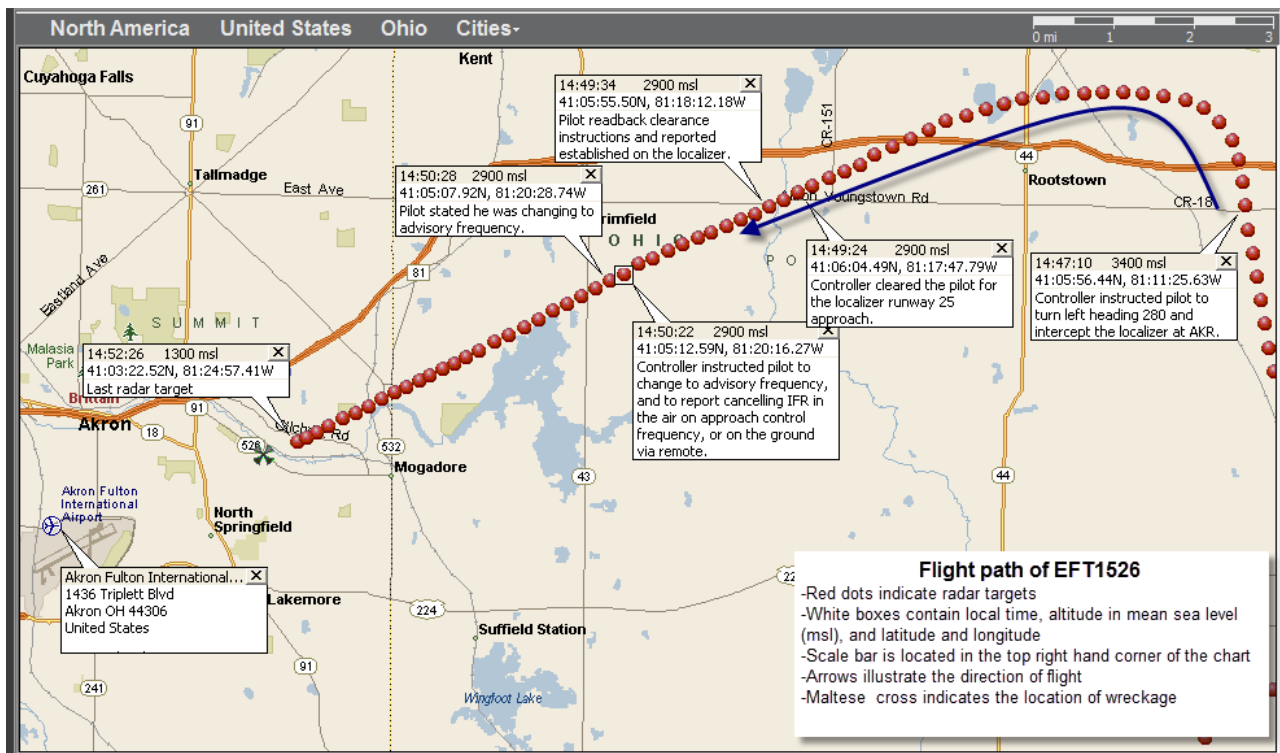 North America United States Ohio Cities
0 mi 1 2 3
Kent
Cuyahoga Falls
91
Tallmadge
261
East Ave
Eastland Ave
14:49:34 2900 msl
41:05:55.50N, 81:18:12.18W
Pilot readback clearance
instructions and reported
established on the localizer.
CR-151
44
Rootstown
CR-18
14:50:28 2900 msl
41:05:07.92N, 81:20:28.74W
Pilot stated he was changing to
advisory frequency.
rimfield
Youngstown Rd
OHIO
PO
81
14:49:24 2900 msl
41:06:04.49N, 81:17:47.79W
Controller cleared the pilot for
the localizer runway 25
approach.
14:47:10 3400 msl
41:05:56.44N, 81:11:25.63W
Controller instructed pilot to
turn left heading 280 and
intercept the localizer at AKR.
SUMMIT
Malasia
Park
14:52:26 1300 msl
41:03:22.52N, 81:24:57.41W
Last radar target
14:50:22 2900 msl
41:05:12.59N, 81:20:16.27W
Controller instructed pilot to
change to advisory frequency,
and to report cancelling IFR in
the air on approach control
frequency, or on the ground
via remote.
Brittain
91
Akron
18
526
Rd
532
Mogadore
43
44
Akron Fulton
International
Airport
North
Springfield
Akron Fulton International...
1436 Triplett Blvd
Akron OH 44306
United States
Lakemore
224
22
Suffield Station
91
241
Wingfoot Lake
Flight path of EFT1526
-Red dots indicate radar targets
-White boxes contain local time, altitude in mean sea level
(msl), and latitude and longitude
-Scale bar is located in the top right hand corner of the chart
-Arrows illustrate the direction of flight
-Maltese cross indicates the location of wreckage